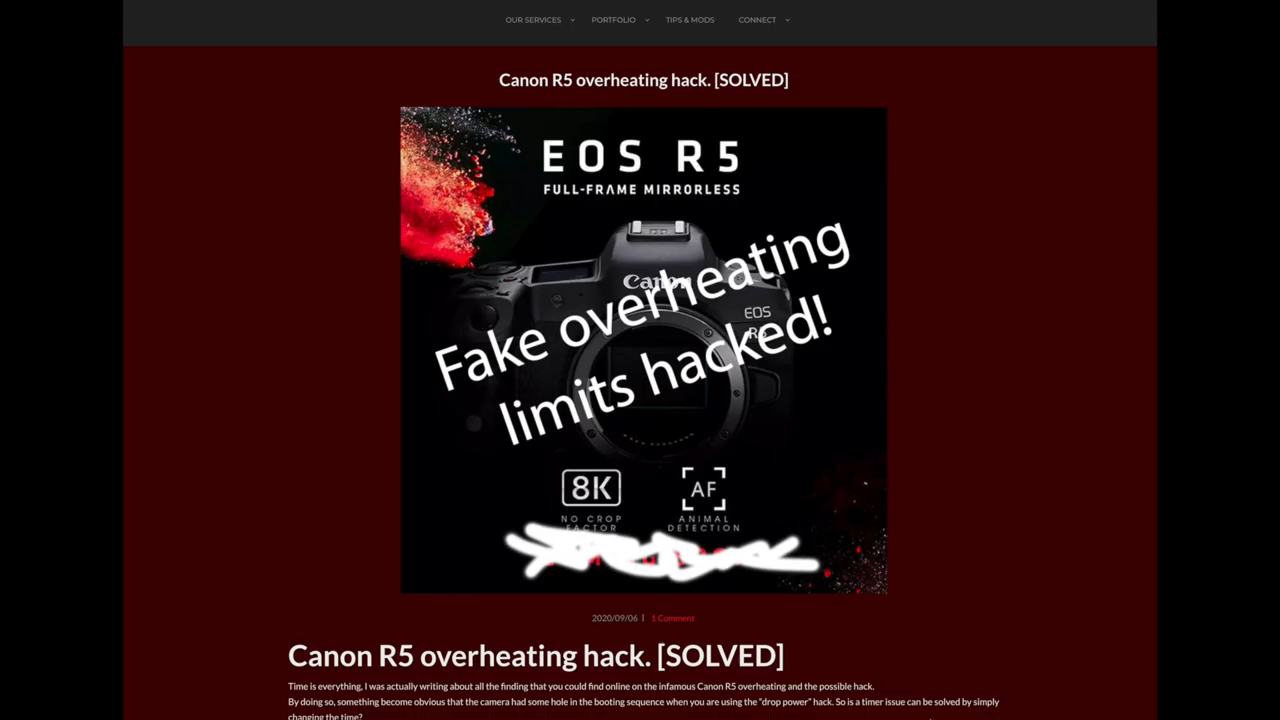 OUR SERVICES PORTFOLIO TIPS & MODS CONNECT
Canon R5 overheating hack. [SOLVED]
EOS R5
FULL-FRAME MIRRORLESS
Canon
EOS
R5
Fake overheating
limits hacked!
8K
AF
NO CROP
FACTOR
ANIMAL
DETECTION
2020/09/06 | 1 Comment
Canon R5 overheating hack. [SOLVED]
Time is everything, I was actually writing about all the finding that you could find online on the infamous Canon R5 overheating and the possible hack.
By doing so, something become obvious that the camera had some hole in the booting sequence when you are using the "drop power" hack. So is a timer issue can be solved by simply
changing the time?